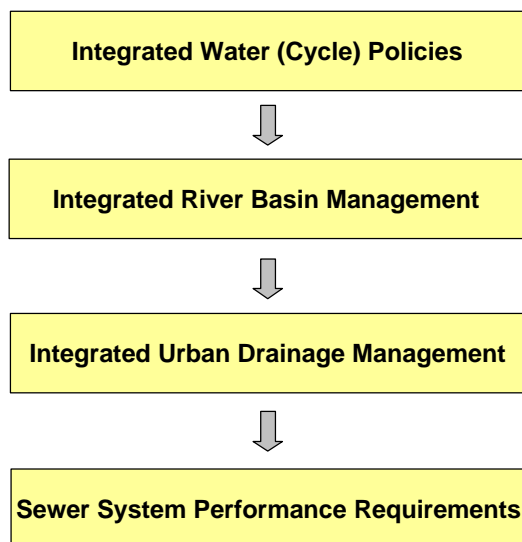 Integrated Water (Cycle) Policies
Integrated River Basin Management
Integrated Urban Drainage Management
Sewer System Performance Requirements